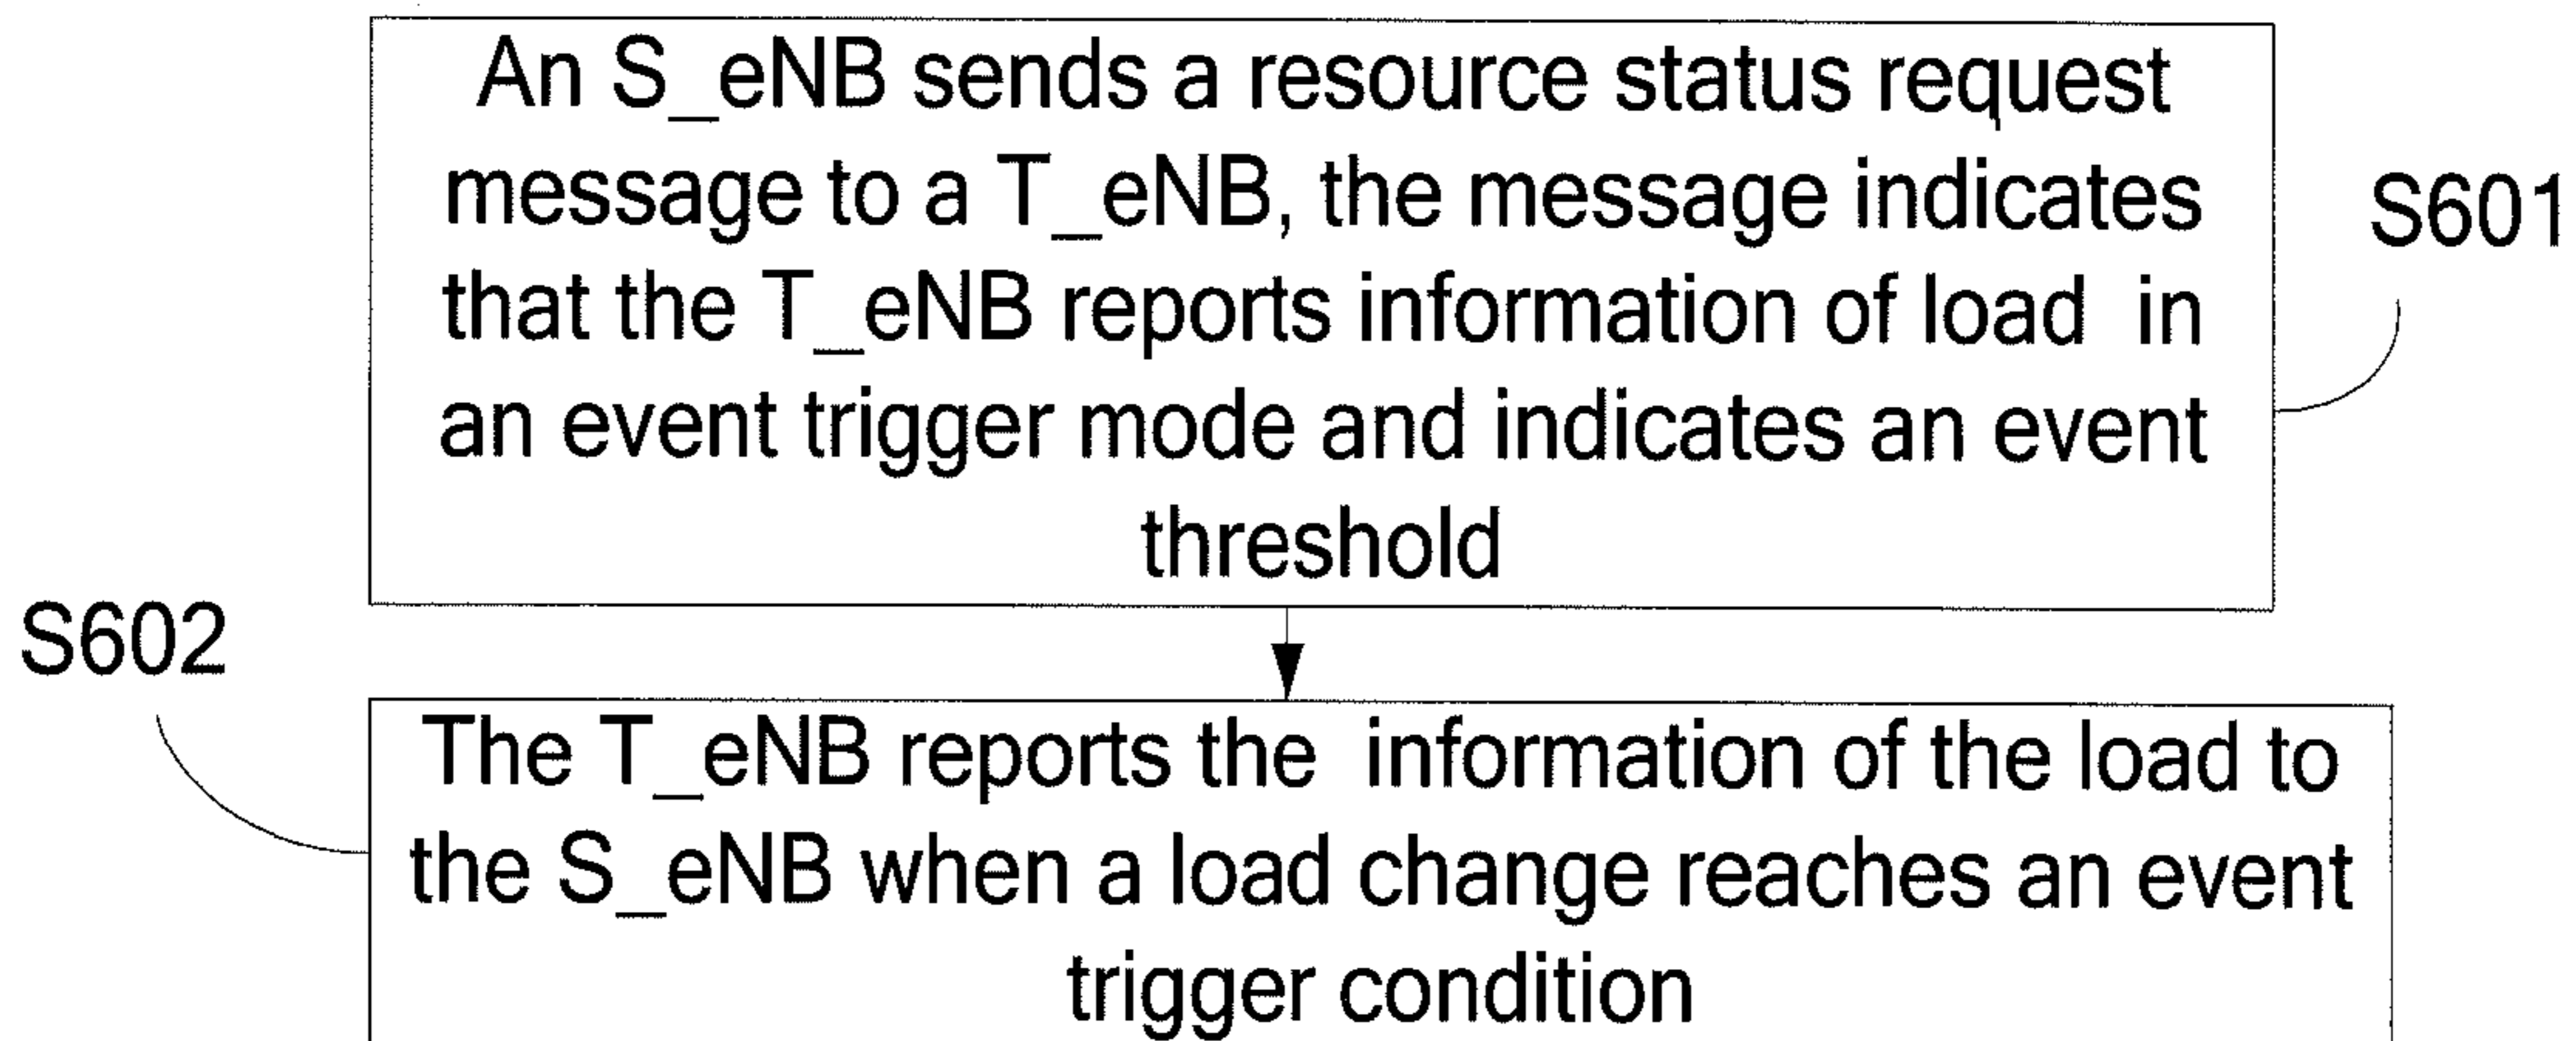 An S_eNB sends a resource status request
message to a T_eNB, the message indicates
that the T_eNB reports information of load in
an event trigger mode and indicates an event
threshold
S601
S602
The T_eNB reports the information of the load to
the S_eNB when a load change reaches an event
trigger condition